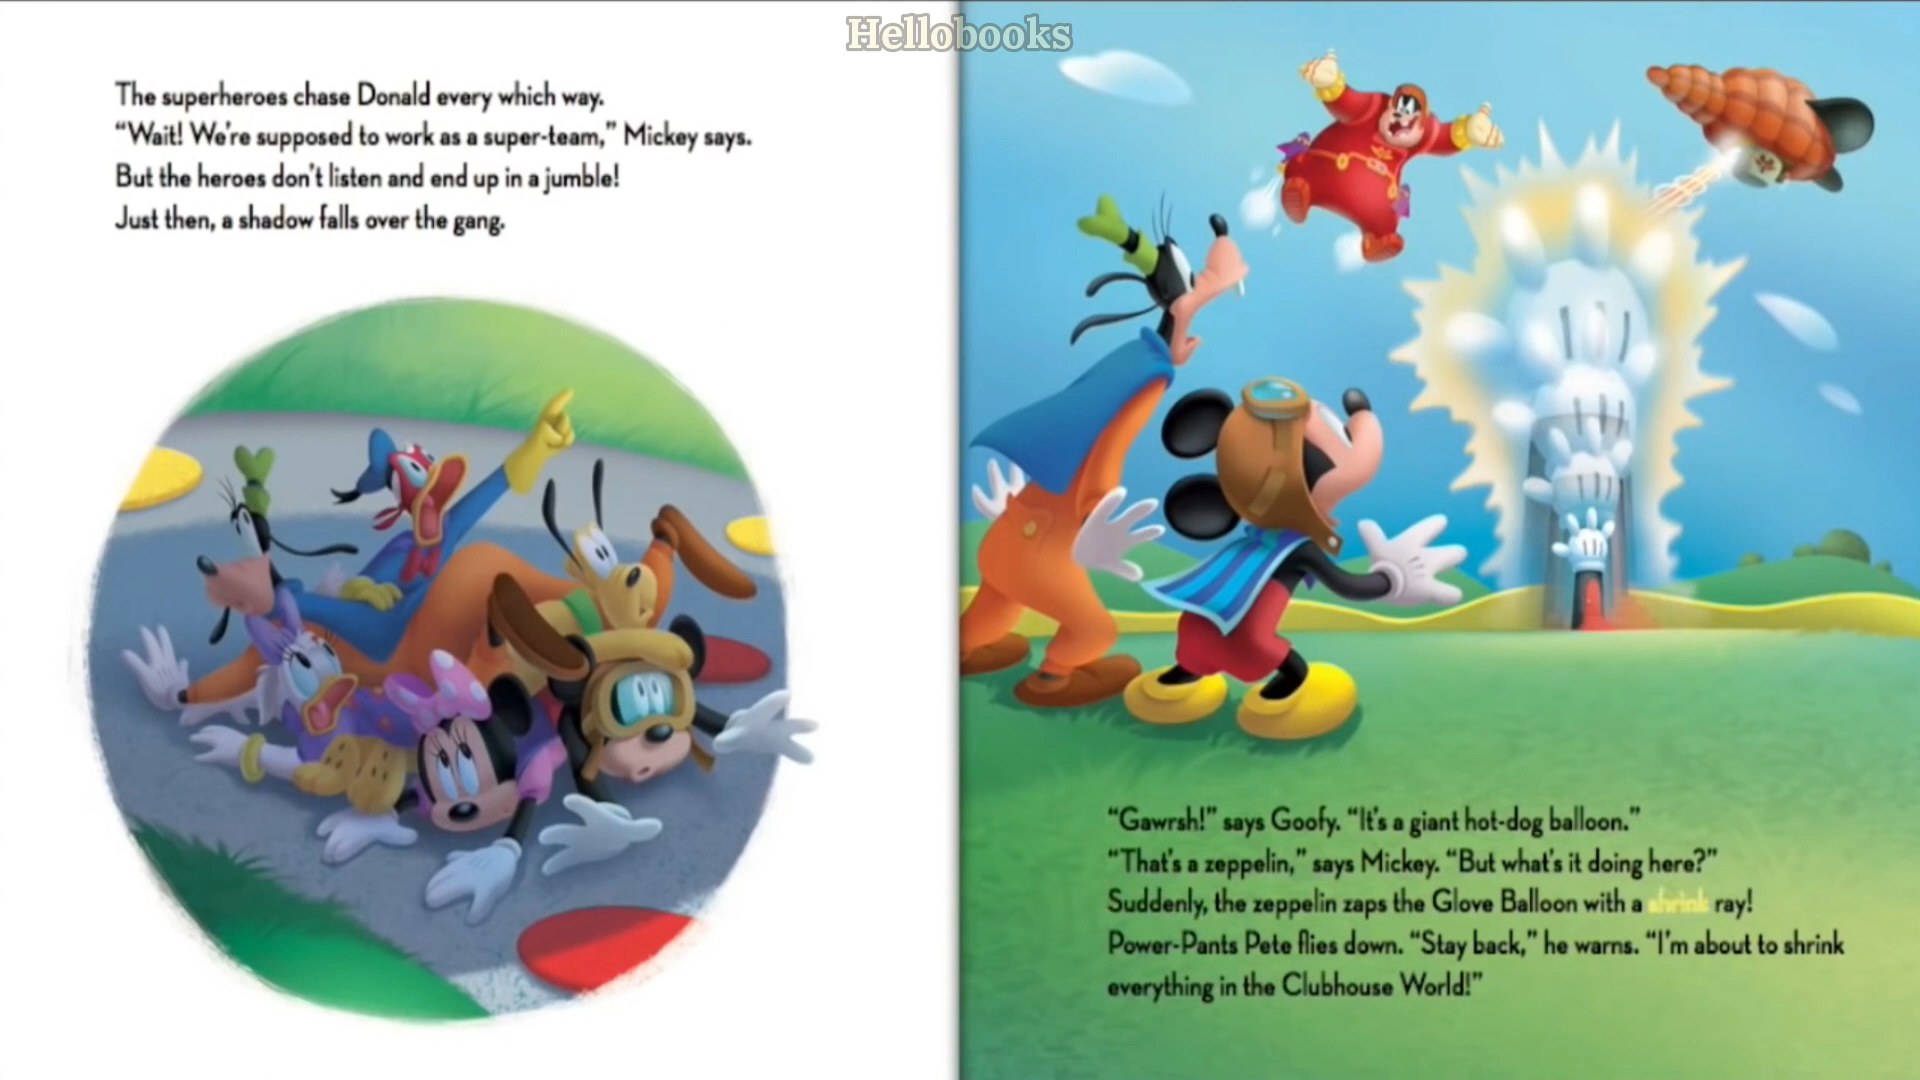 Hellobooks
The superheroes chase Donald every which way.
“Wait! We’re supposed to work as a super-team,” Mickey says.
But the heroes don’t listen and end up in a jumble!
Just then, a shadow falls over the gang.
“Gawrsh!” says Goofy. “It’s a giant hot-dog balloon.”
“That’s a zeppelin,” says Mickey. “But what’s it doing here?”
Suddenly, the zeppelin zaps the Glove Balloon with a shrink ray!
Power-Pants Pete flies down. “Stay back,” he warns. “I’m about to shrink
everything in the Clubhouse World!”